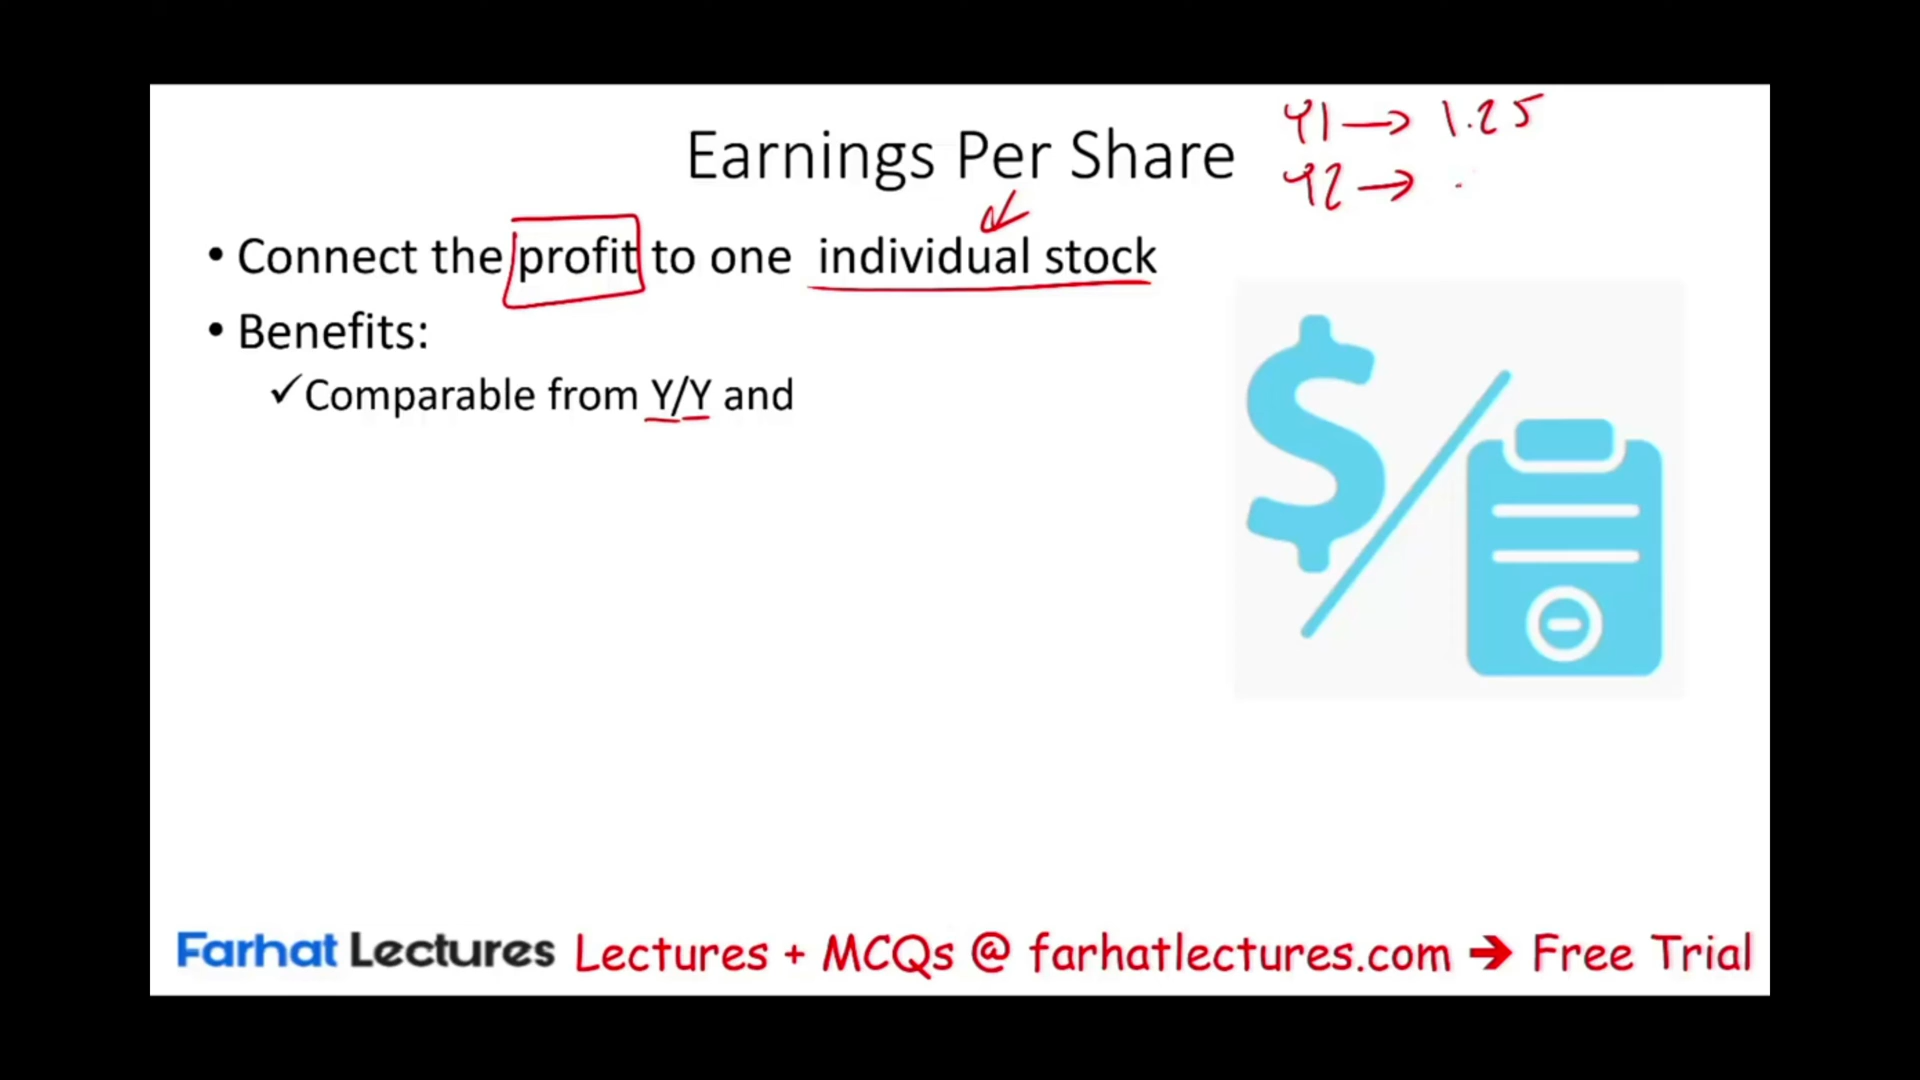 Earnings Per Share
Y1 → 1.25
Y2 → .
• Connect the profit to one individual stock
• Benefits:
✓Comparable from Y/Y and
Farhat Lectures Lectures + MCQs @ farhatlectures.com ➔ Free Trial